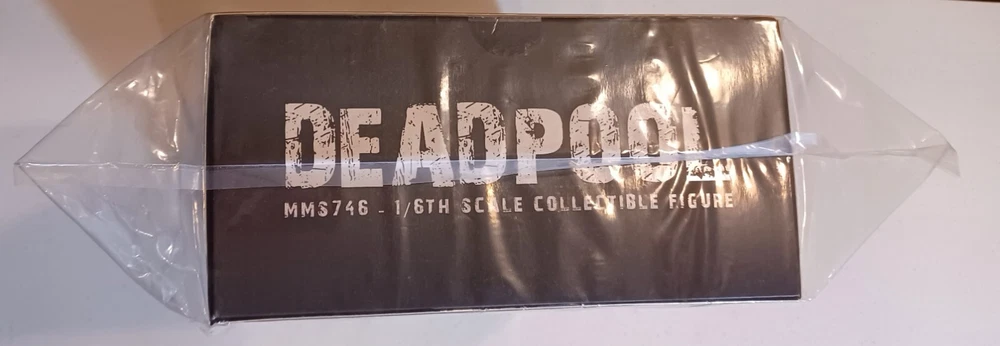 DEADPOOL
MMS746 - 1/6TH SCALE COLLECTIBLE FIGURE